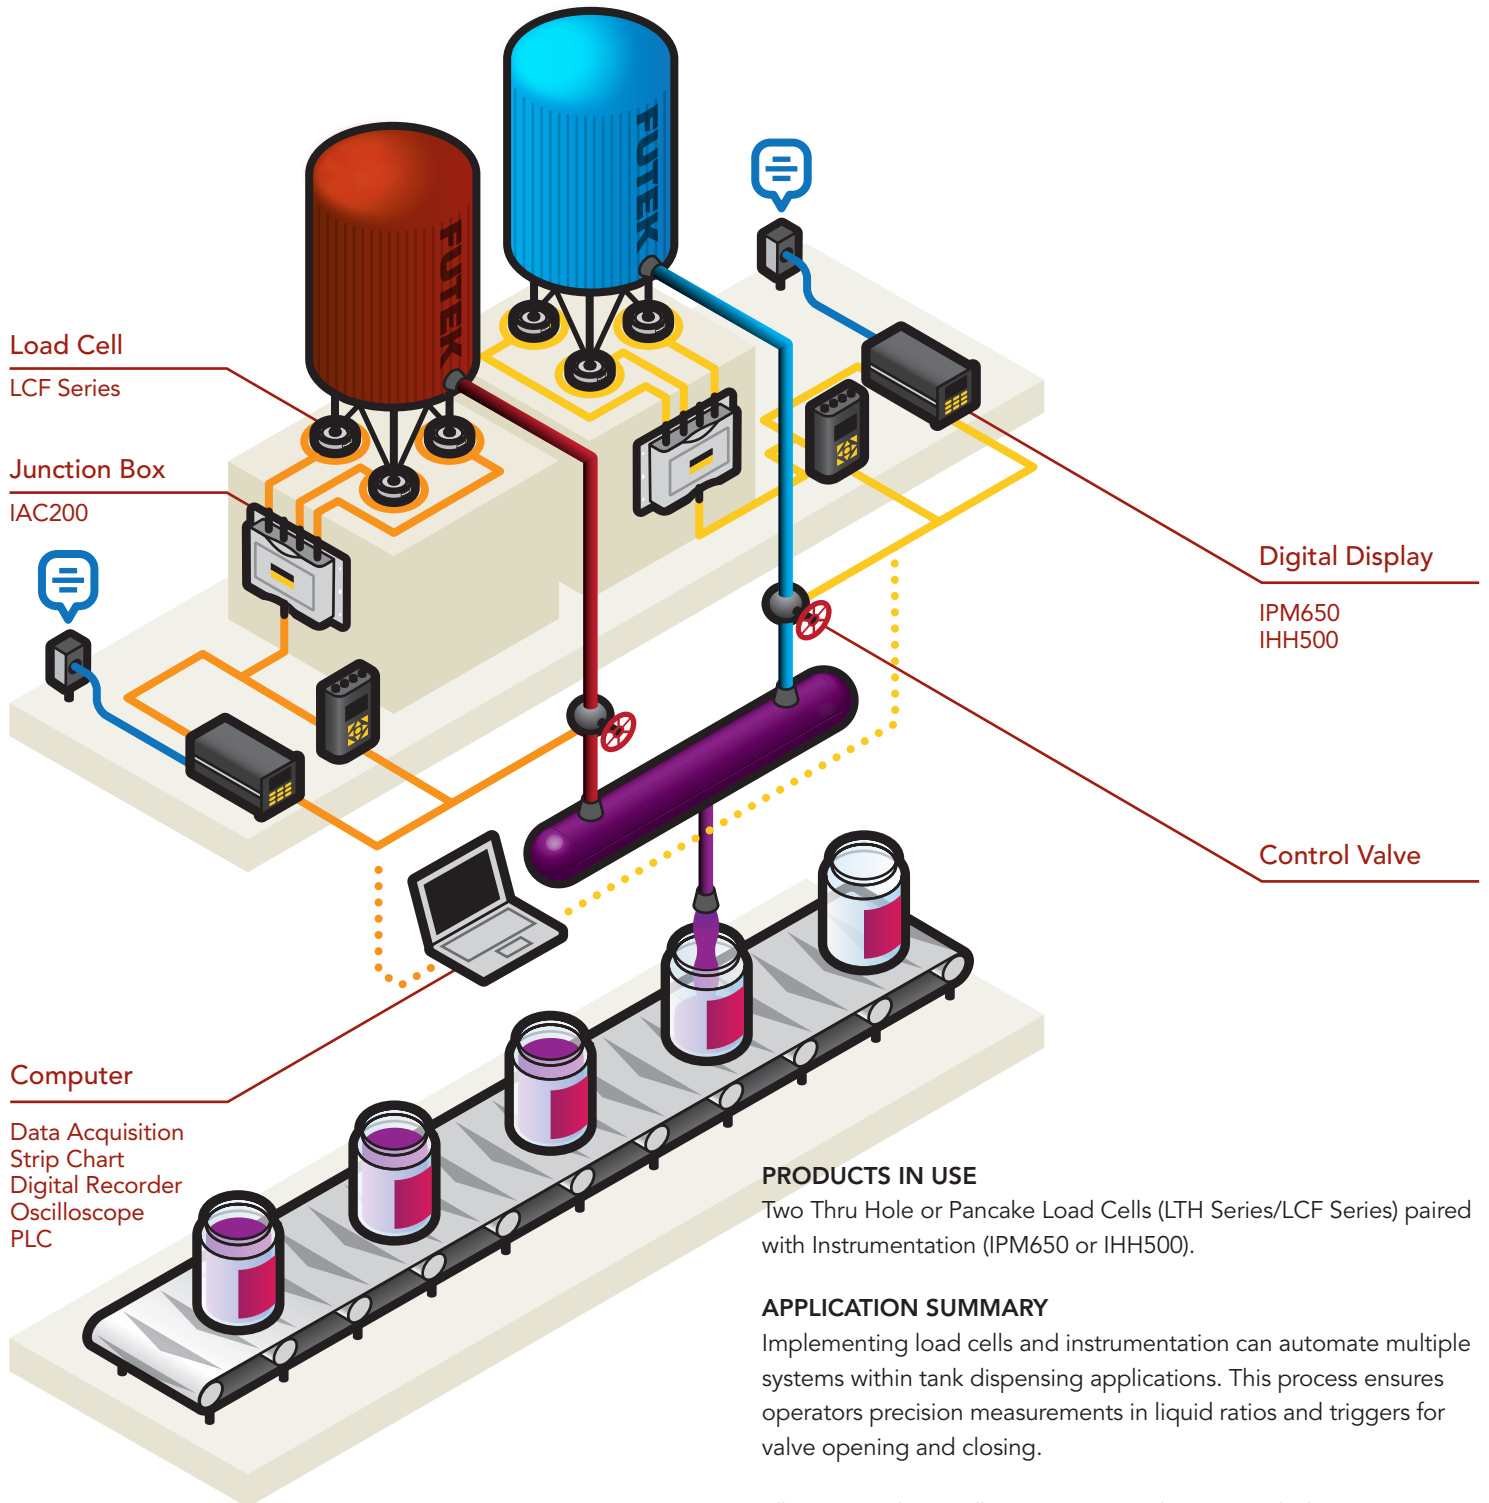 FUTEK
FUTEK
Load Cell
LCF Series
Junction Box
IAC200
Digital Display
IPM650
IHH500
Control Valve
Computer
Data Acquisition
Strip Chart
Digital Recorder
Oscilloscope
PLC
PRODUCTS IN USE
Two Thru Hole or Pancake Load Cells (LTH Series/LCF Series) paired
with Instrumentation (IPM650 or IHH500).
APPLICATION SUMMARY
Implementing load cells and instrumentation can automate multiple
systems within tank dispensing applications. This process ensures
operators precision measurements in liquid ratios and triggers for
valve opening and closing.